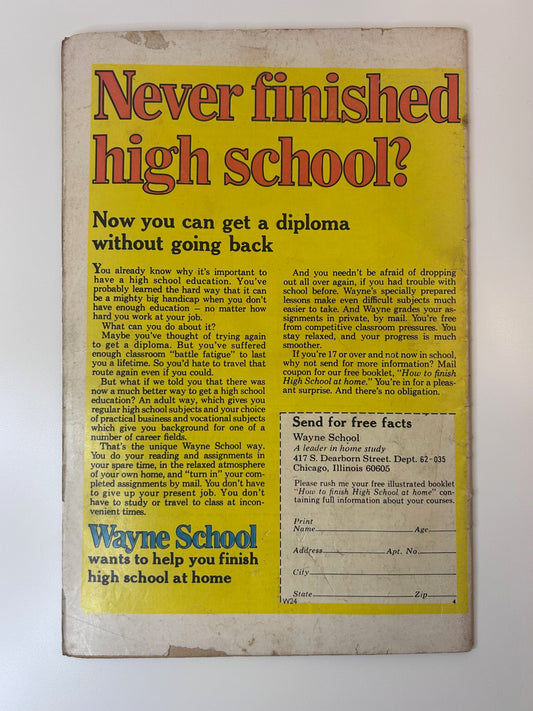 Never finished
high school?
Now you can get a diploma
without going back
You already know why it's important to
have a high school education. You've
probably learned the hard way that it can
be a mighty big handicap when you don't
have enough education – no matter how
hard you work at your job.
What can you do about it?
Maybe you've thought of trying again
to get a diploma. But you've suffered
enough classroom "battle fatigue" to last
you a lifetime. So you'd hate to travel that
route again even if you could.
But what if we told you that there was
now a much better way to get a high school
education? An adult way, which gives you
regular high school subjects and your choice
of practical business and vocational subjects
which give you background for one of a
number of career fields.
That's the unique Wayne School way.
You do your reading and assignments in
your spare time, in the relaxed atmosphere
of your own home, and "turn in" your com-
pleted assignments by mail. You don't have
to give up your present job. You don't
have to study or travel to class at incon-
venient times.
Wayne School
wants to help you finish
high school at home
And you needn't be afraid of dropping
out all over again, if you had trouble with
school before. Wayne's specially prepared
lessons make even difficult subjects much
easier to take. And Wayne grades your as-
signments in private, by mail. You're free
from competitive classroom pressures. You
stay relaxed, and your progress is much
smoother.
If you're 17 or over and not now in school,
why not send for more information? Mail
coupon for our free booklet, "How to finish
High School at home." You're in for a pleas-
ant surprise. And there's no obligation.
Send for free facts
Wayne School
A leader in home study
417 S. Dearborn Street. Dept. 62-035
Chicago, Illinois 60605
Please rush me your free illustrated booklet
"How to finish High School at home" con-
taining full information about your courses.
Print
Name Age
Address Apt. No.
City
State Zip
W24 4